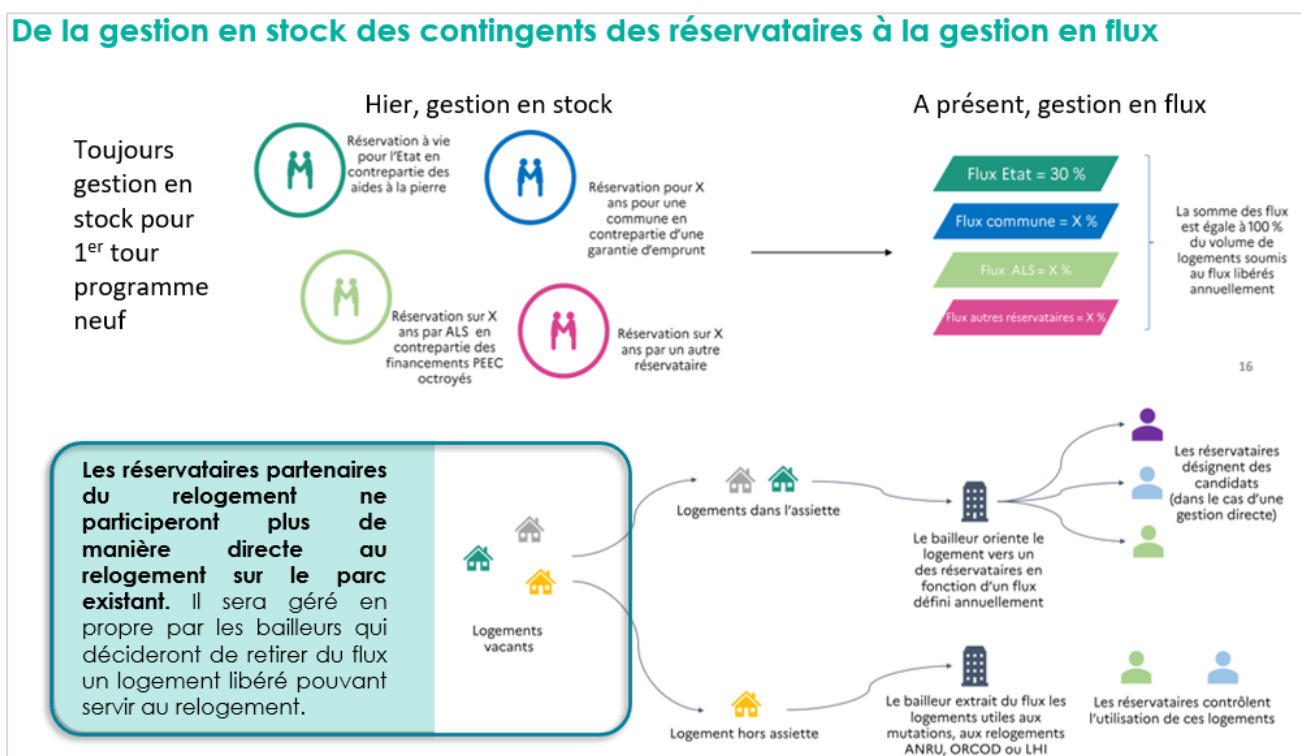 De la gestion en stock des contingents des réservataires à la gestion en flux
Hier, gestion en stock
A présent, gestion en flux
Toujours
gestion en
stock pour
1er tour
programme
neuf
Réservation à vie
pour l'Etat en
contrepartie des
aides à la pierre
Réservation pour X
ans pour une
commune en
contrepartie d'une
garantie d'emprunt
Réservation sur X
ans par ALS en
contrepartie des
financements PEEC
octroyés
Réservation sur X
ans par un autre
réservataire
Flux Etat = 30 %
Flux commune = X %
Flux ALS = X %
Flux autres réservataires = X %
La somme des flux
est égale à 100 %
du volume de
logements soumis
au flux libérés
annuellement
16
Les réservataires partenaires
du relogement ne
participeront plus de
manière directe au
relogement sur le parc
existant. Il sera géré en
propre par les bailleurs qui
décideront de retirer du flux
un logement libéré pouvant
servir au relogement.
Logements
vacants
Logements dans l'assiette
Le bailleur oriente le
logement vers un
des réservataires en
fonction d'un flux
défini annuellement
Les réservataires
désignent des
candidats
(dans le cas d'une
gestion directe)
Logement hors assiette
Le bailleur extrait du flux les
logements utiles aux
mutations, aux relogements
ANRU, ORCOD ou LHI
Les réservataires contrôlent
l'utilisation de ces logements